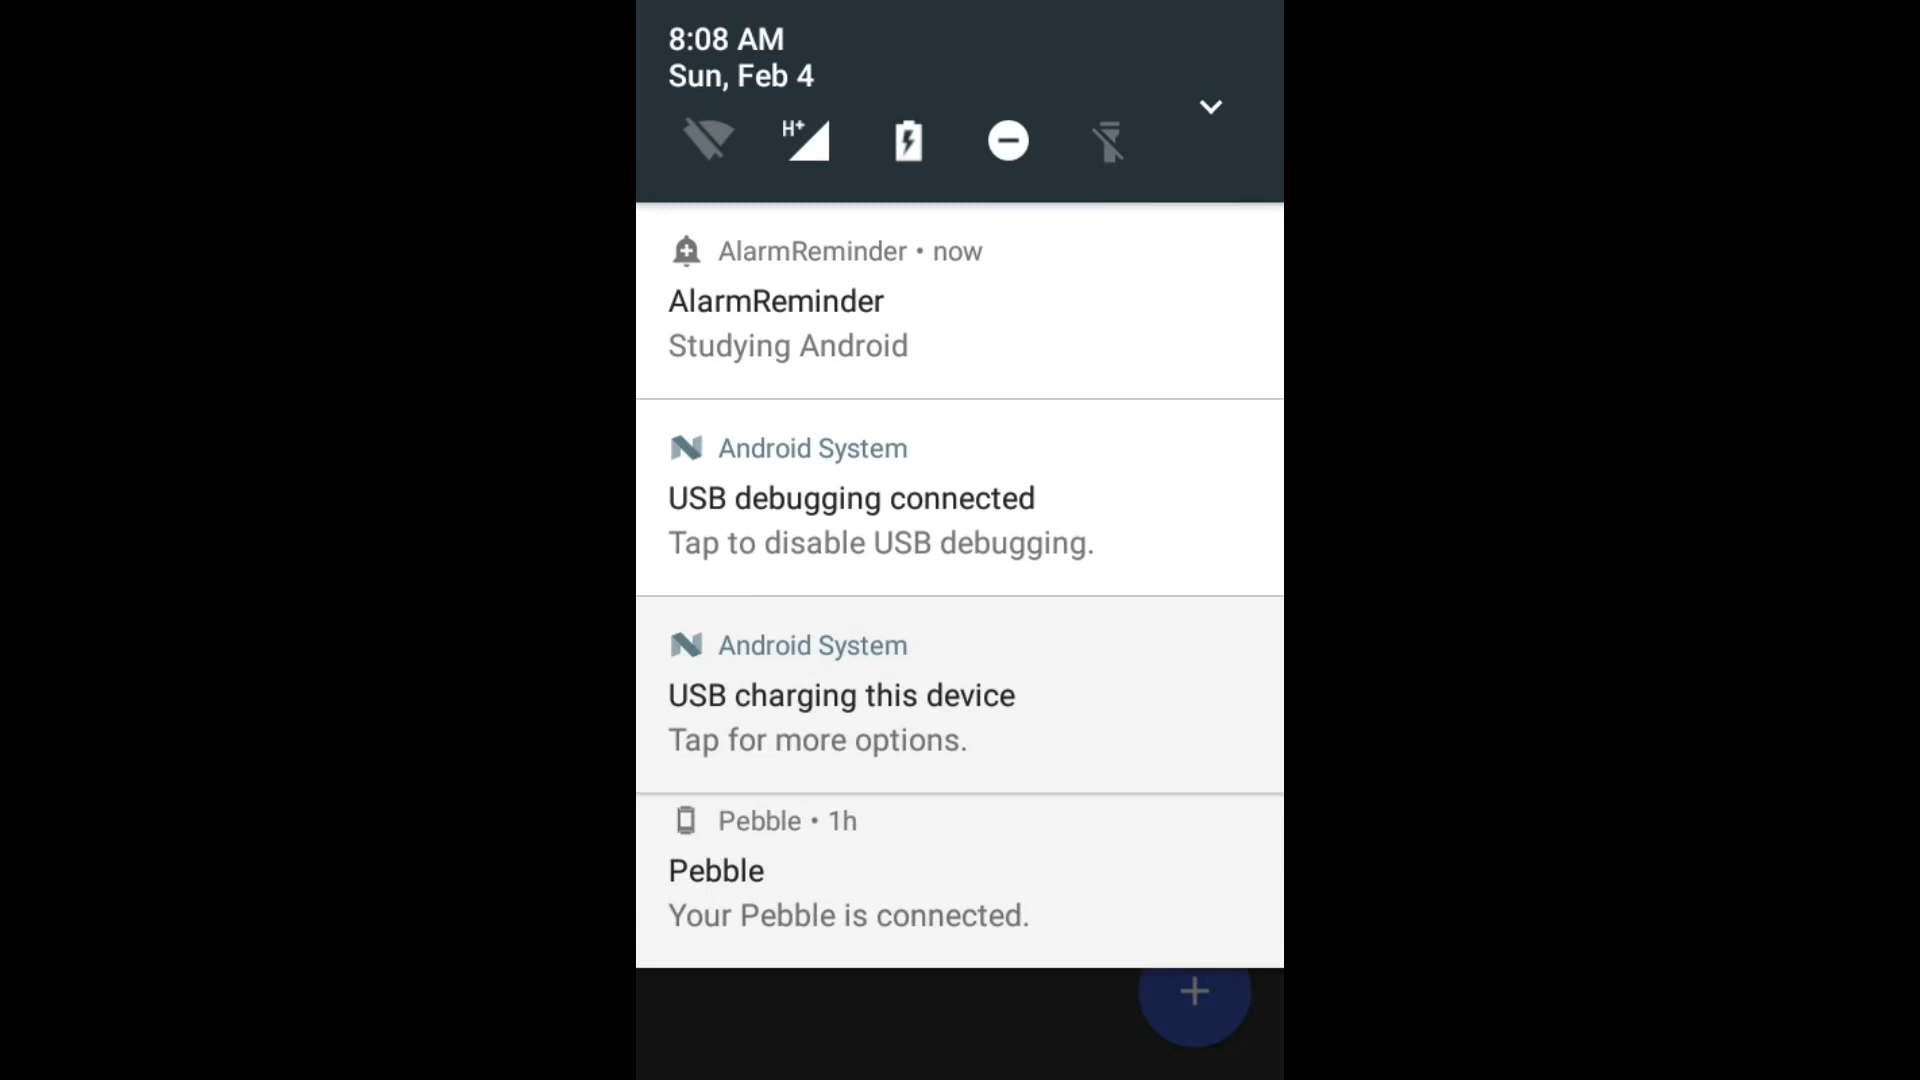 8:08 AM
Sun, Feb 4
H+
AlarmReminder • now
AlarmReminder
Studying Android
Android System
USB debugging connected
Tap to disable USB debugging.
Android System
USB charging this device
Tap for more options.
Pebble • 1h
Pebble
Your Pebble is connected.